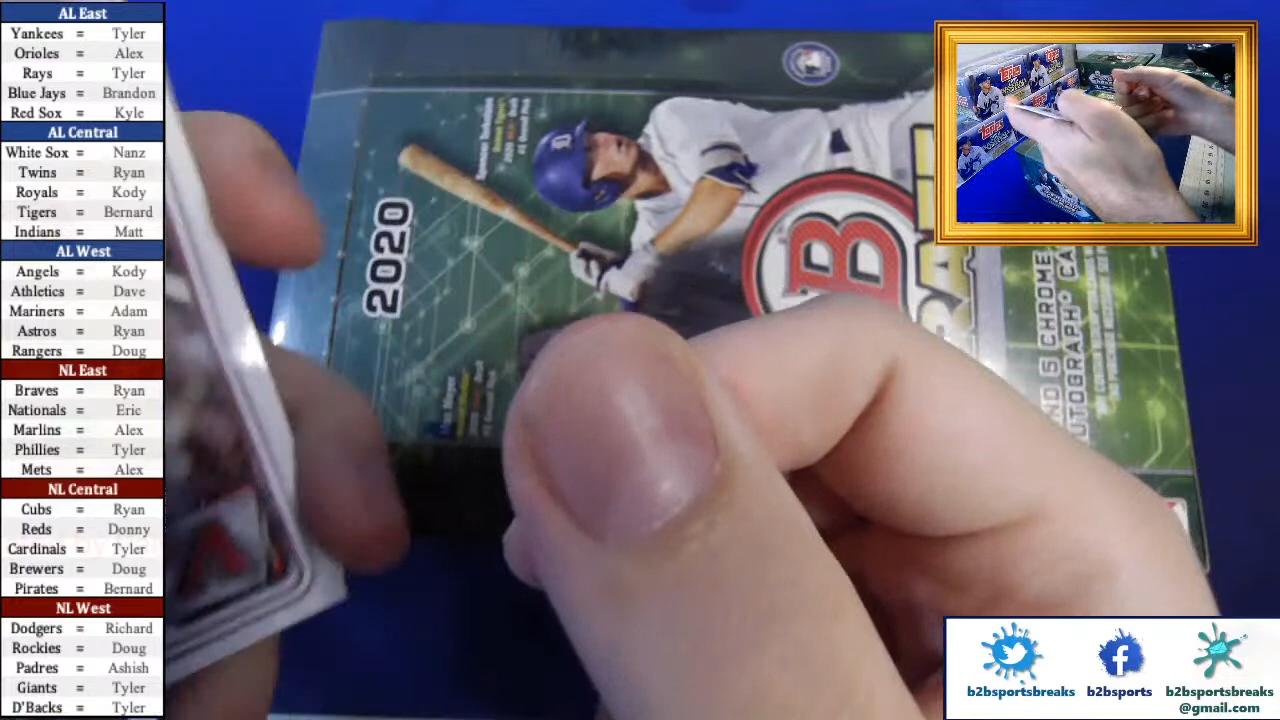 AL East
Yankees = Tyler
Orioles = Alex
Rays = Tyler
Blue Jays = Brandon
Red Sox = Kyle
AL Central
White Sox = Nanz
Twins = Ryan
Royals = Kody
Tigers = Bernard
Indians = Matt
AL West
Angels = Kody
Athletics = Dave
Mariners = Adam
Astros = Ryan
Rangers = Doug
NL East
Braves = Ryan
Nationals = Eric
Marlins = Alex
Phillies = Tyler
Mets = Alex
NL Central
Cubs = Ryan
Reds = Donny
Cardinals = Tyler
Brewers = Doug
Pirates = Bernard
NL West
Dodgers = Richard
Rockies = Doug
Padres = Ashish
Giants = Tyler
D'Backs = Tyler
2020
B
CHROME
Topps
b2bsportsbreaks
b2bsports
b2bsportsbreaks
@gmail.com